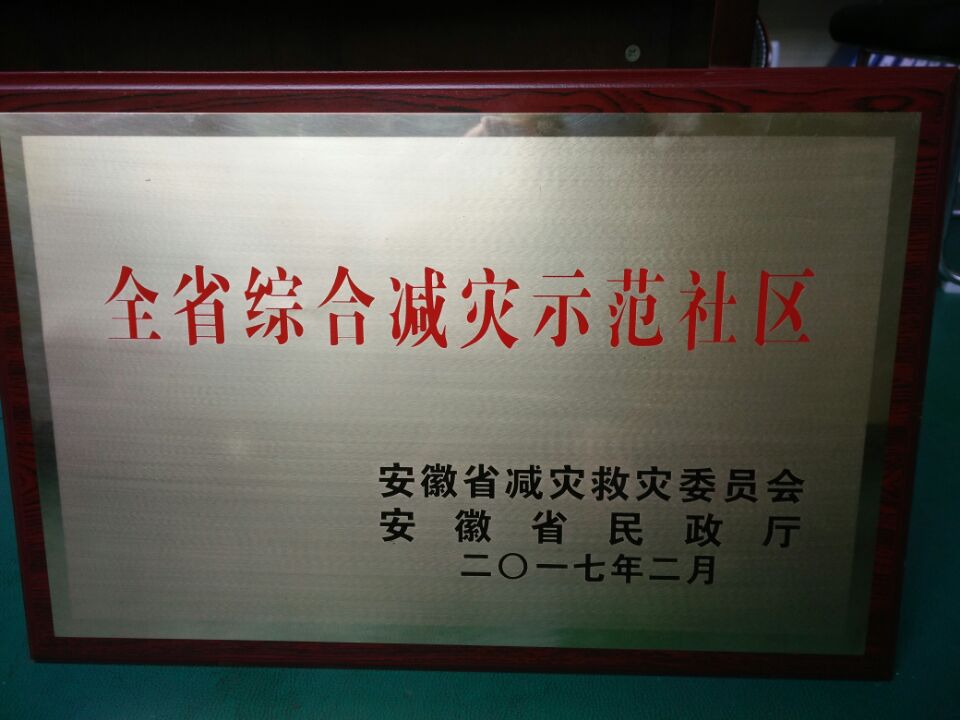 全省综合减灾示范社区
安徽省减灾救灾委员会
安徽省民政厅
二〇一七年二月